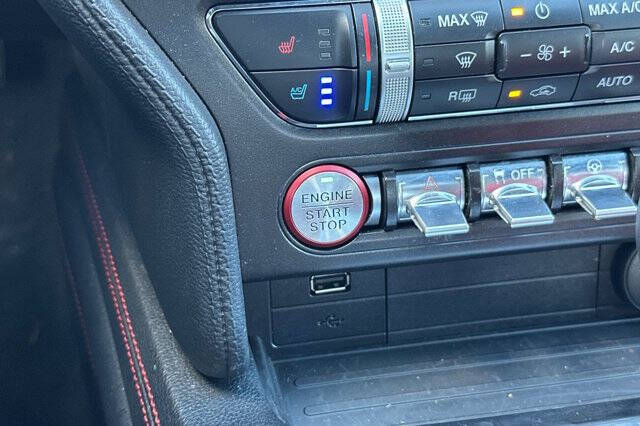 MAX
MAX A/C
- +
A/C
A/C
R
AUTO
ENGINE
START
STOP
OFF